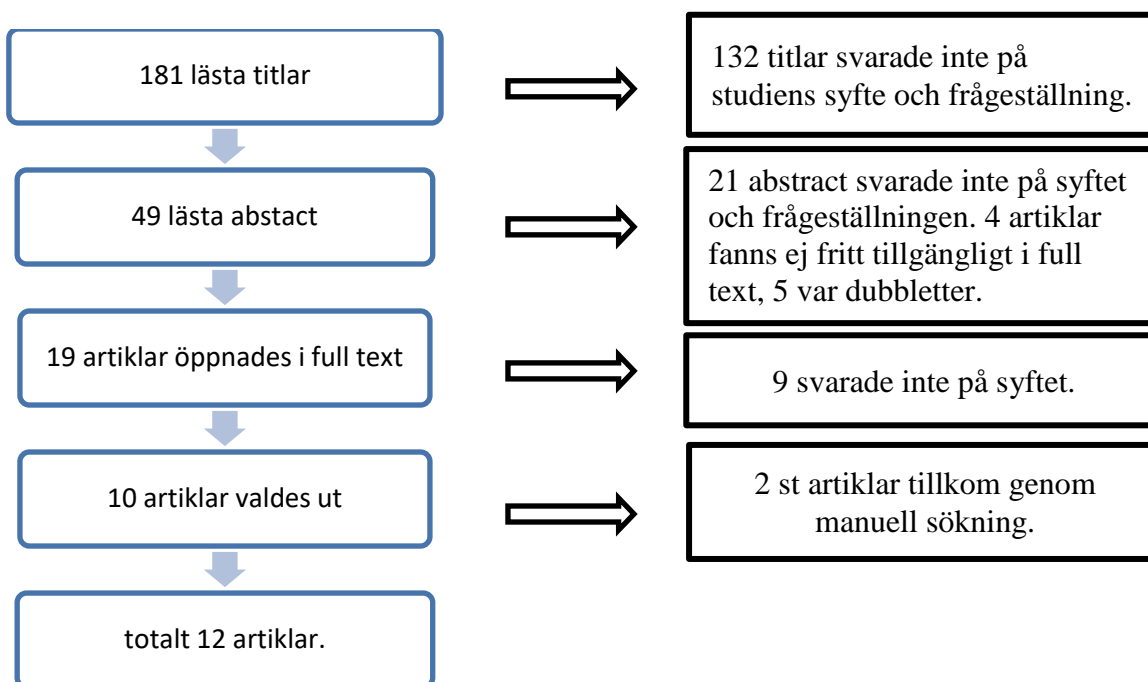 181 lästa titlar
132 titlar svarade inte på
studiens syfte och frågeställning.
49 lästa abstact
21 abstract svarade inte på syftet
och frågeställningen. 4 artiklar
fanns ej fritt tillgängligt i full
text, 5 var dubbletter.
19 artiklar öppnades i full text
9 svarade inte på syftet.
10 artiklar valdes ut
2 st artiklar tillkom genom
manuell sökning.
totalt 12 artiklar.